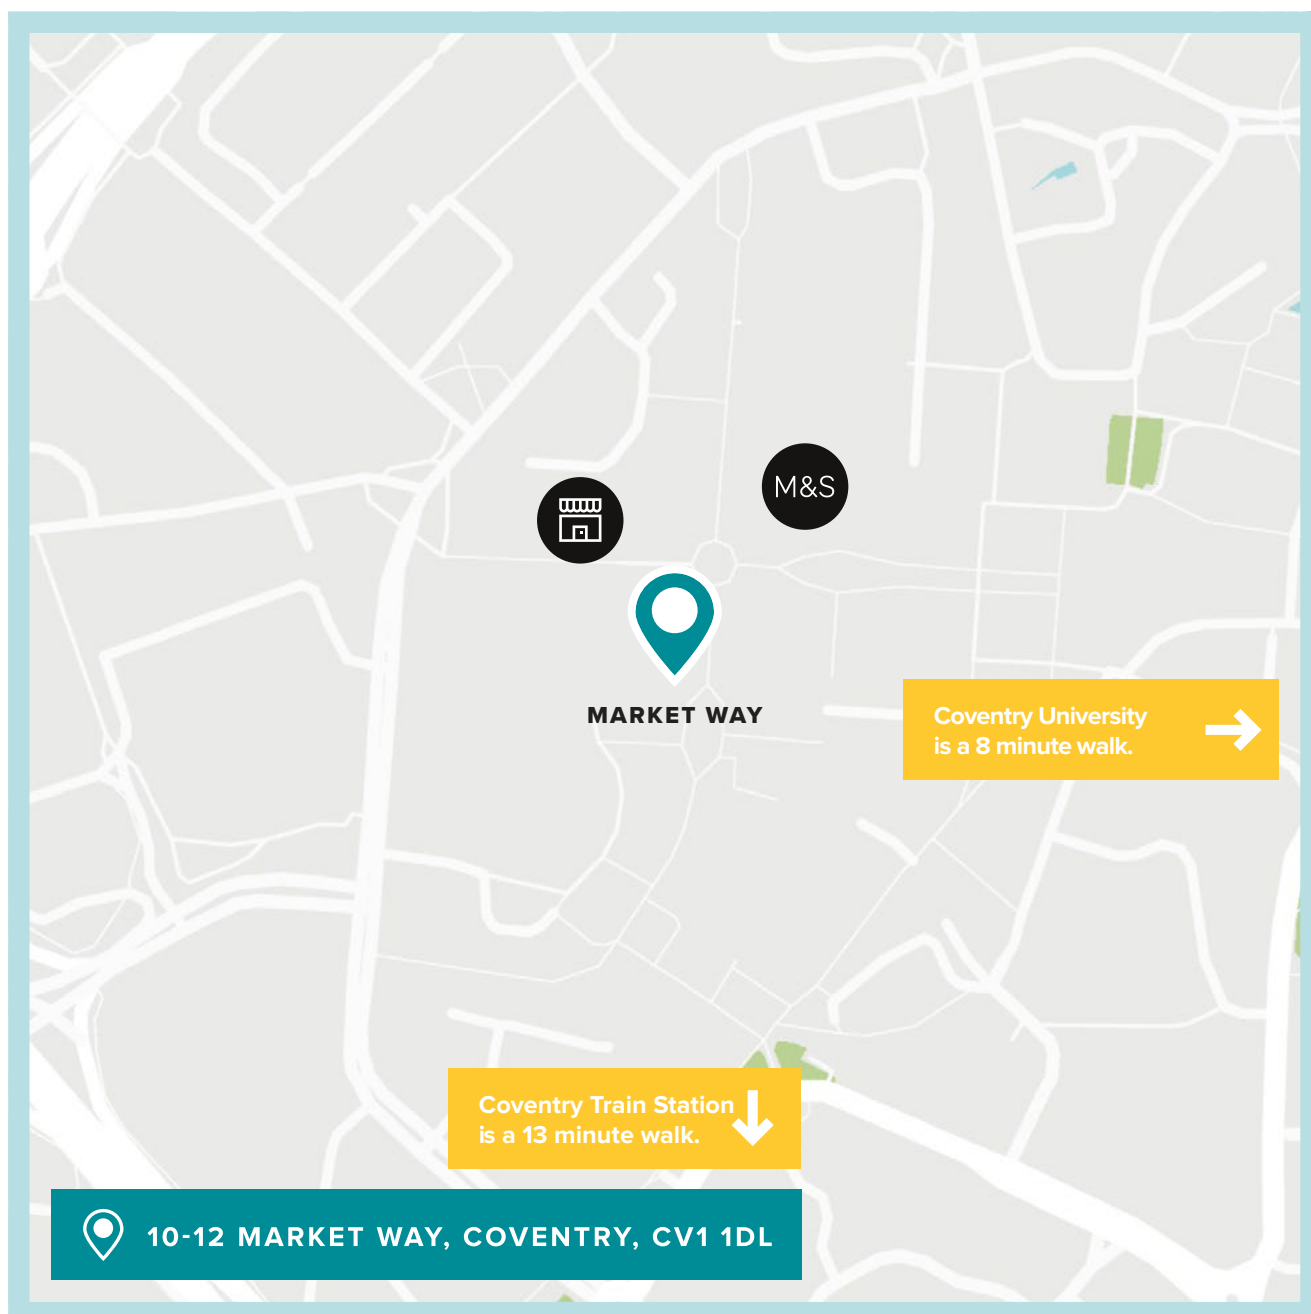 M&S
MARKET WAY
Coventry University
is a 8 minute walk.
Coventry Train Station
is a 13 minute walk.
10-12 MARKET WAY, COVENTRY, CV1 1DL